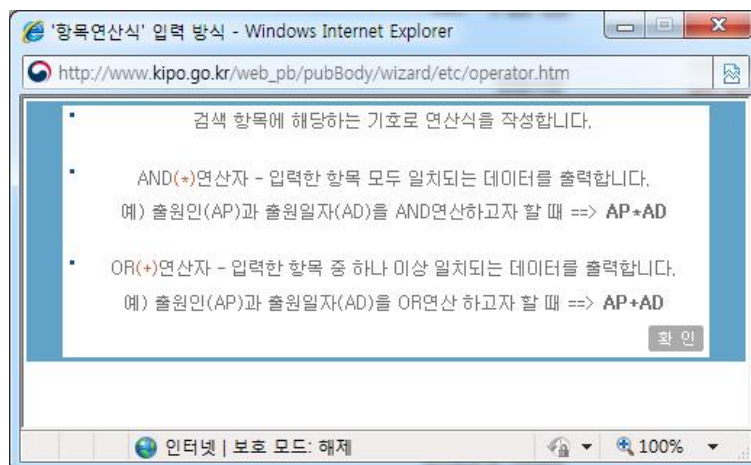 '항목연산식' 입력 방식 - Windows Internet Explorer
http://www.kipo.go.kr/web_pb/pubBody/wizard/etc/operator.htm
검색 항목에 해당하는 기호로 연산식을 작성합니다.
AND(*)연산자 - 입력한 항목 모두 일치되는 데이터를 출력합니다.
예) 출원인(AP)과 출원일자(AD)을 AND연산하고자 할 때 ==> AP*AD
OR(+)연산자 - 입력한 항목 중 하나 이상 일치되는 데이터를 출력합니다.
예) 출원인(AP)과 출원일자(AD)을 OR연산 하고자 할 때 ==> AP+AD
확 인
인터넷 | 보호 모드: 해제 100%